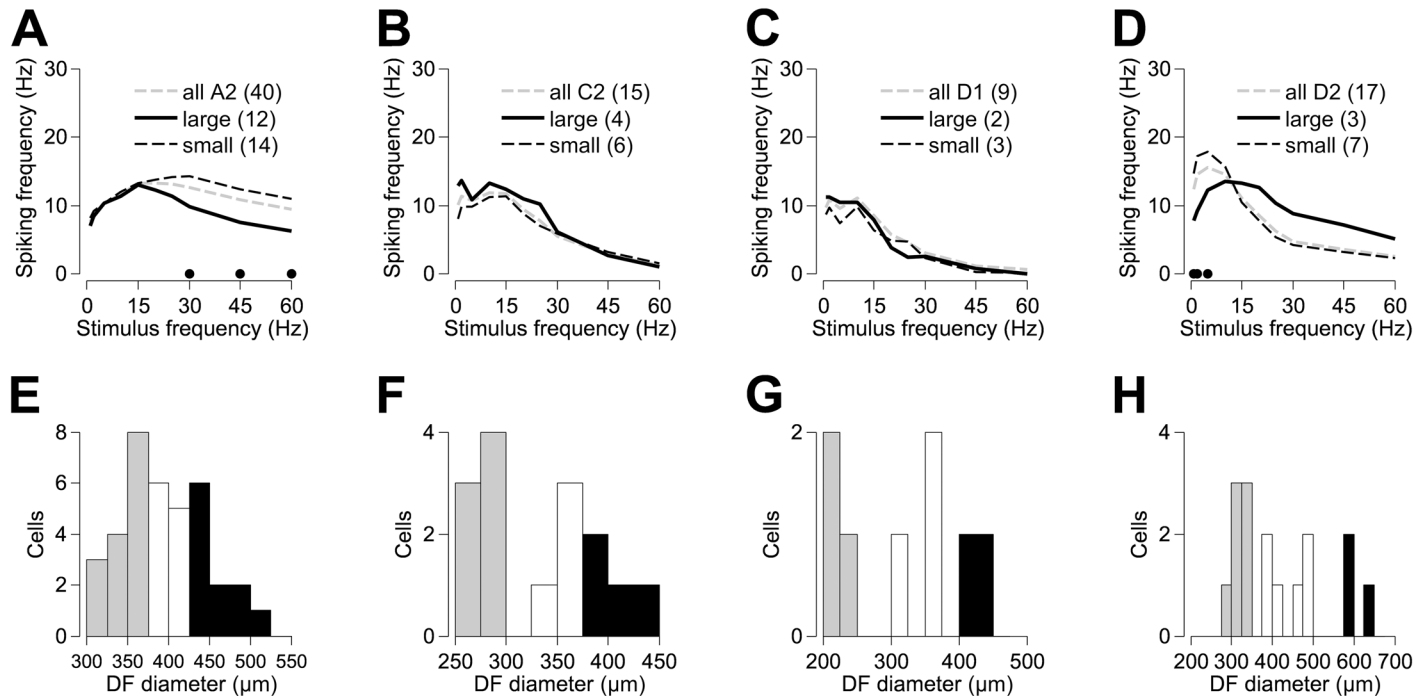 A
Spiking frequency (Hz)
30
20
10
0
all A2 (40)
large (12)
small (14)
0 15 30 45 60
Stimulus frequency (Hz)
B
Spiking frequency (Hz)
30
20
10
0
all C2 (15)
large (4)
small (6)
0 15 30 45 60
Stimulus frequency (Hz)
C
Spiking frequency (Hz)
30
20
10
0
all D1 (9)
large (2)
small (3)
0 15 30 45 60
Stimulus frequency (Hz)
D
Spiking frequency (Hz)
30
20
10
0
all D2 (17)
large (3)
small (7)
0 15 30 45 60
Stimulus frequency (Hz)
E
Cells
8
6
4
2
0
300 350 400 450 500 550
DF diameter (µm)
F
Cells
4
2
0
250 300 350 400 450
DF diameter (µm)
G
Cells
2
1
0
200 300 400 500
DF diameter (µm)
H
Cells
4
2
0
200 300 400 500 600 700
DF diameter (µm)